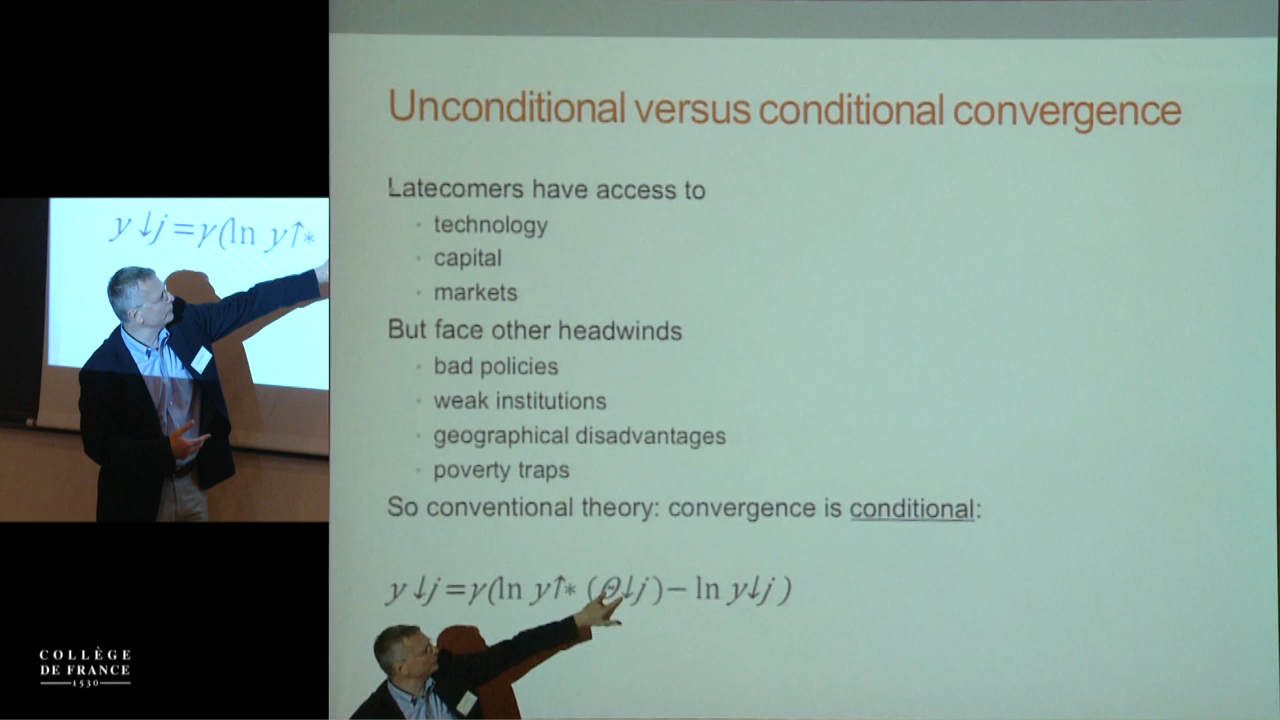 Unconditional versus conditional convergence
Latecomers have access to
• technology
• capital
• markets
But face other headwinds
• bad policies
• weak institutions
• geographical disadvantages
• poverty traps
So conventional theory: convergence is conditional:
y↓j=γ(ln y↑* (Θ↓j)− ln y↓j )
y↓j=γ(ln y↑*
COLLÈGE
DE FRANCE
1530